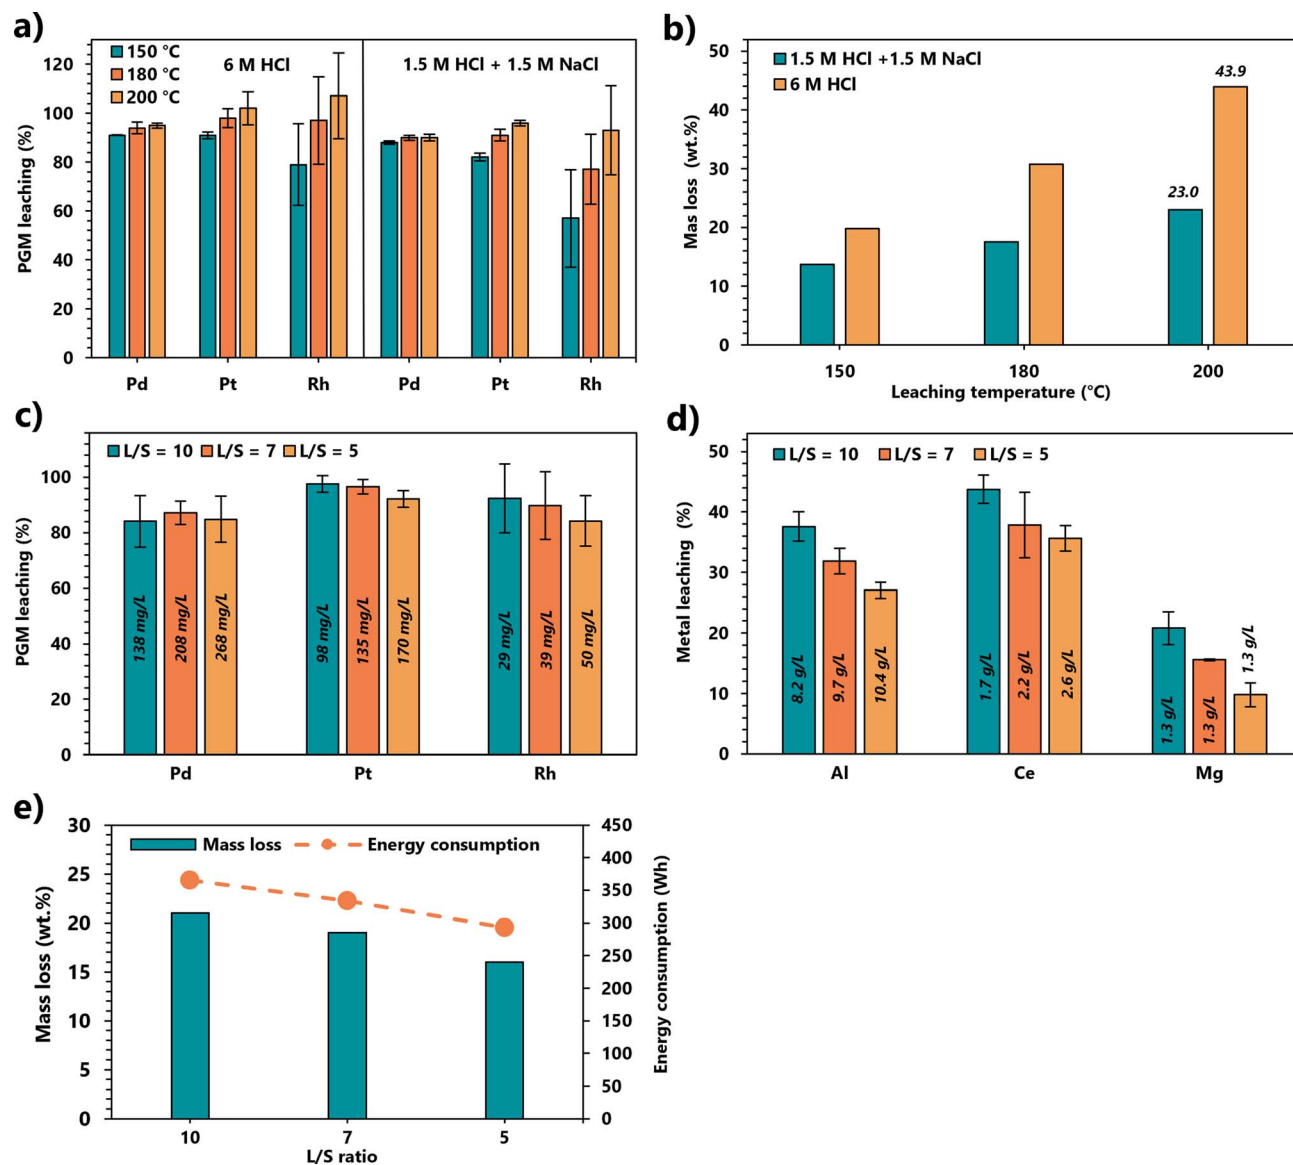 a)
150 °C
180 °C
200 °C
6 M HCl
1.5 M HCl + 1.5 M NaCl
PGM leaching (%)
120
100
80
60
40
20
0
Pd
Pt
Rh
Pd
Pt
Rh
b)
1.5 M HCl +1.5 M NaCl
6 M HCl
Mas loss (wt.%)
50
40
30
20
10
0
23.0
43.9
150
180
200
Leaching temperature (°C)
c)
L/S = 10
L/S = 7
L/S = 5
PGM leaching (%)
100
80
60
40
20
0
138 mg/L
208 mg/L
268 mg/L
98 mg/L
135 mg/L
170 mg/L
29 mg/L
39 mg/L
50 mg/L
Pd
Pt
Rh
d)
L/S = 10
L/S = 7
L/S = 5
Metal leaching (%)
50
40
30
20
10
0
8.2 g/L
9.7 g/L
10.4 g/L
1.7 g/L
2.2 g/L
2.6 g/L
1.3 g/L
1.3 g/L
1.3 g/L
Al
Ce
Mg
e)
Mass loss
Energy consumption
Mass loss (wt.%)
30
25
20
15
10
5
0
450
400
350
300
250
200
150
100
50
0
Energy consumption (Wh)
10
7
5
L/S ratio